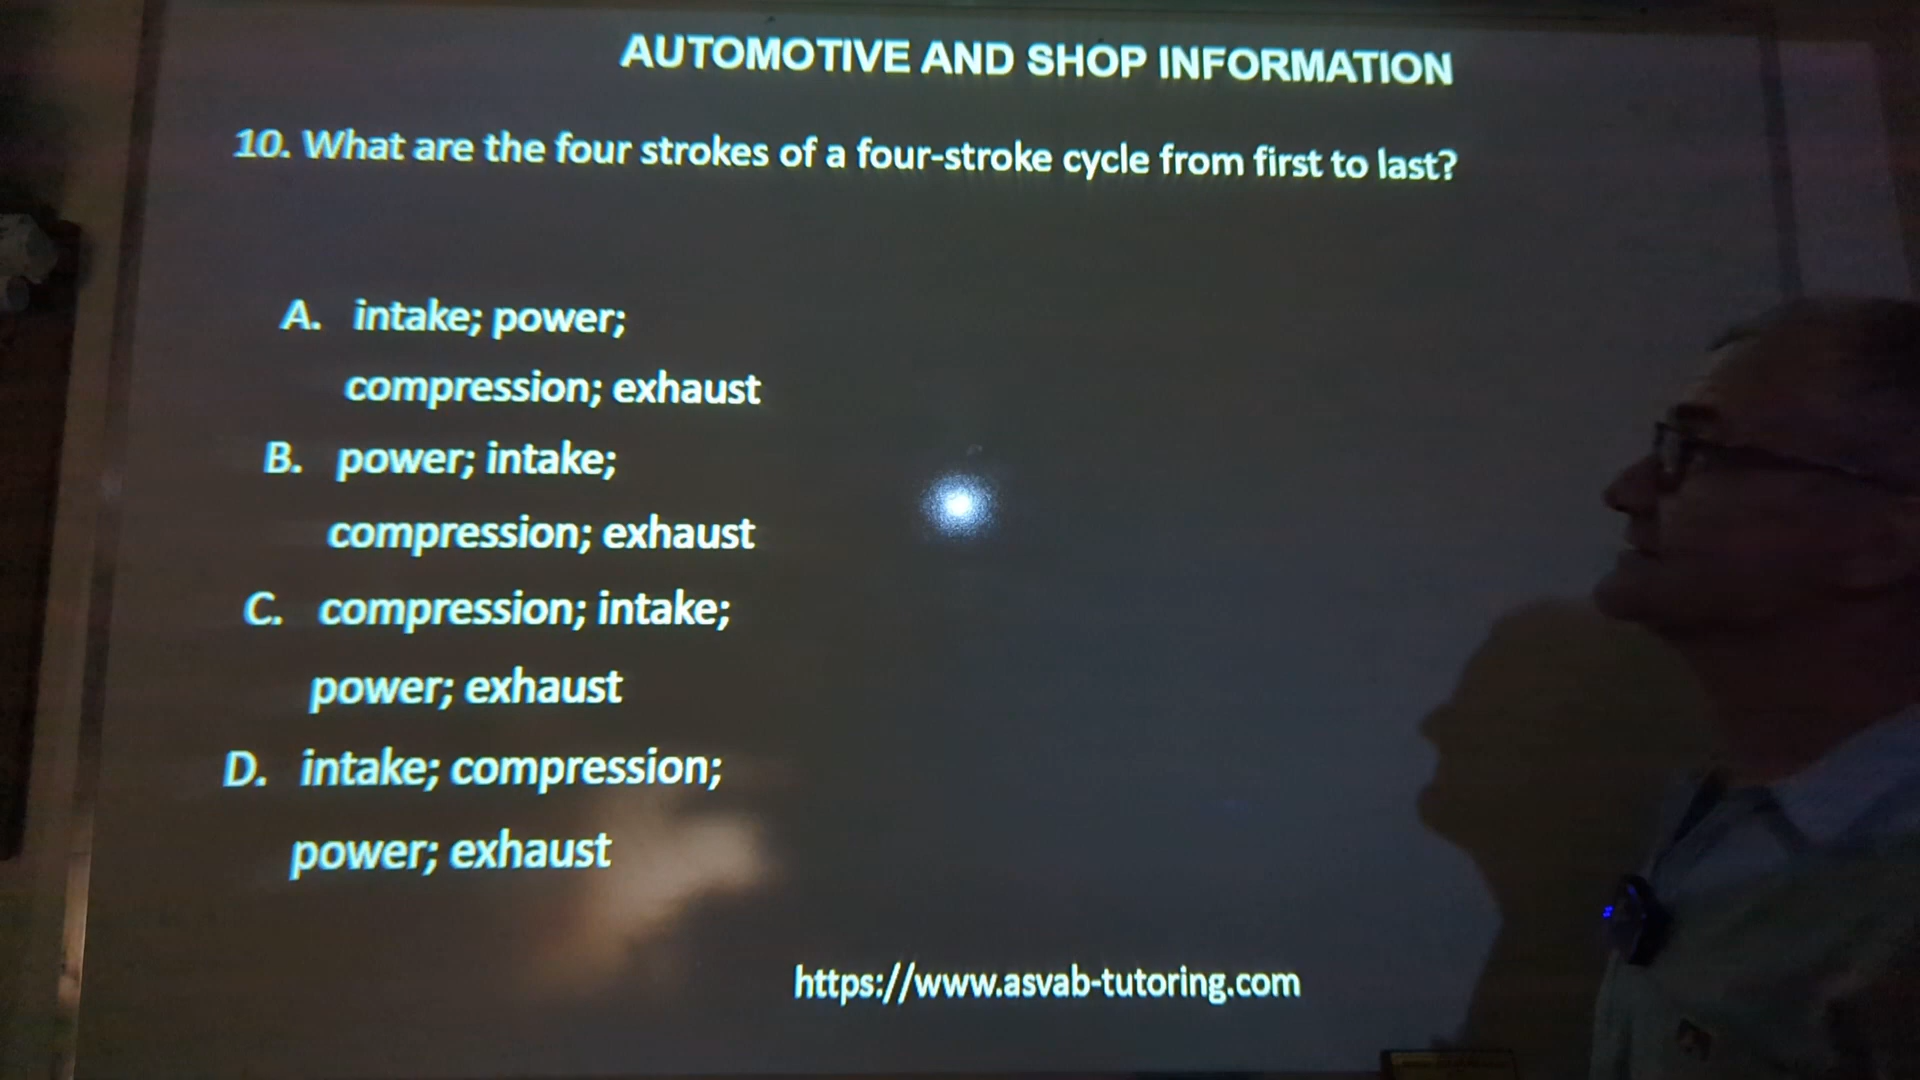 AUTOMOTIVE AND SHOP INFORMATION
10. What are the four strokes of a four-stroke cycle from first to last?
A. intake; power;
compression; exhaust
B. power; intake;
compression; exhaust
C. compression; intake;
power; exhaust
D. intake; compression;
power; exhaust
https://www.asvab-tutoring.com